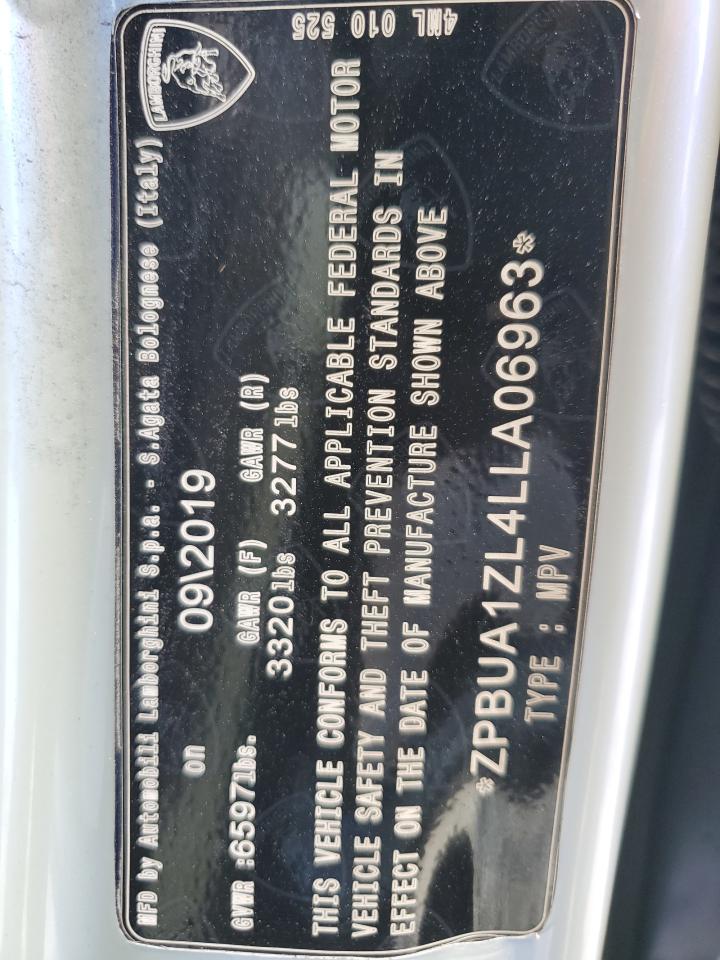 MFD by Automobili Lamborghini S.p.a. - S.Agata Bolognese (Italy)
LAMBORGHINI
on 09\2019
GVWR :6597lbs. GAWR (F) GAWR (R)
3320lbs 3277lbs
THIS VEHICLE CONFORMS TO ALL APPLICABLE FEDERAL MOTOR
VEHICLE SAFETY AND THEFT PREVENTION STANDARDS IN
EFFECT ON THE DATE OF MANUFACTURE SHOWN ABOVE
*ZPBUA1ZL4LLA06963*
TYPE : MPV
4ML 010 525